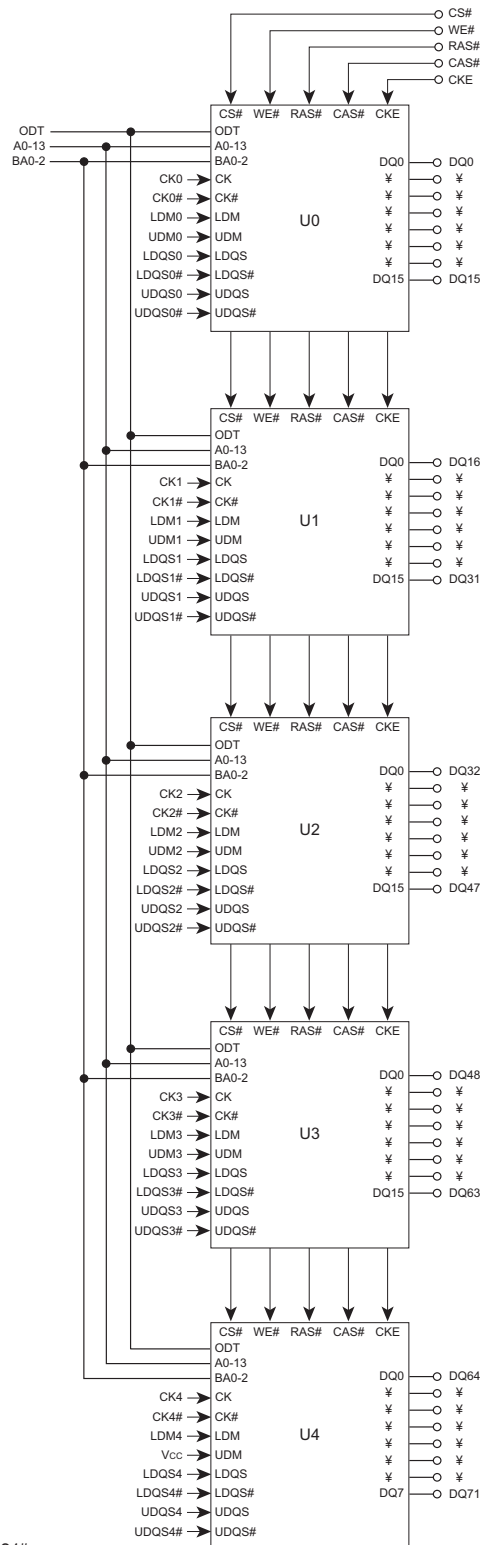 CS#
WE#
RAS#
CAS#
CKE
CS# WE# RAS# CAS# CKE
ODT ODT
A0-13 A0-13
BA0-2 BA0-2 DQ0 DQ0
CK0 CK ¥ ¥
CK0# CK# ¥ ¥
LDM0 LDM U0 ¥ ¥
UDM0 UDM ¥ ¥
LDQS0 LDQS ¥ ¥
LDQS0# LDQS# ¥ ¥
UDQS0 UDQS DQ15 DQ15
UDQS0# UDQS#
CS# WE# RAS# CAS# CKE
ODT
A0-13
BA0-2 DQ0 DQ16
CK1 CK ¥ ¥
CK1# CK# ¥ ¥
LDM1 LDM U1 ¥ ¥
UDM1 UDM ¥ ¥
LDQS1 LDQS ¥ ¥
LDQS1# LDQS# ¥ ¥
UDQS1 UDQS DQ15 DQ31
UDQS1# UDQS#
CS# WE# RAS# CAS# CKE
ODT
A0-13
BA0-2 DQ0 DQ32
CK2 CK ¥ ¥
CK2# CK# ¥ ¥
LDM2 LDM U2 ¥ ¥
UDM2 UDM ¥ ¥
LDQS2 LDQS ¥ ¥
LDQS2# LDQS# ¥ ¥
UDQS2 UDQS DQ15 DQ47
UDQS2# UDQS#
CS# WE# RAS# CAS# CKE
ODT
A0-13
BA0-2 DQ0 DQ48
CK3 CK ¥ ¥
CK3# CK# ¥ ¥
LDM3 LDM U3 ¥ ¥
UDM3 UDM ¥ ¥
LDQS3 LDQS ¥ ¥
LDQS3# LDQS# ¥ ¥
UDQS3 UDQS DQ15 DQ63
UDQS3# UDQS#
CS# WE# RAS# CAS# CKE
ODT
A0-13
BA0-2 DQ0 DQ64
CK4 CK ¥ ¥
CK4# CK# ¥ ¥
LDM4 LDM U4 ¥ ¥
Vcc UDM ¥ ¥
LDQS4 LDQS ¥ ¥
LDQS4# LDQS# ¥ ¥
UDQS4 UDQS DQ7 DQ71
UDQS4# UDQS#